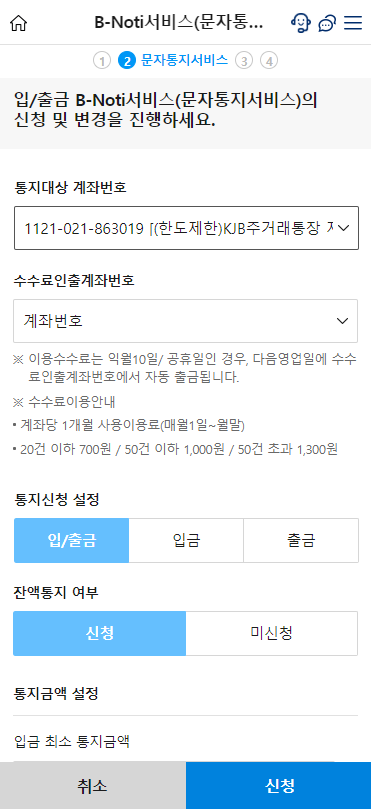 B-Noti서비스(문자통...
1 2 문자통지서비스 3 4
입/출금 B-Noti서비스(문자통지서비스)의
신청 및 변경을 진행하세요.
통지대상 계좌번호
1121-021-863019 [(한도제한)KJB주거래통장
수수료인출계좌번호
계좌번호
※ 이용수수료는 익월10일/ 공휴일인 경우, 다음영업일에 수수
료인출계좌번호에서 자동 출금됩니다.
※ 수수료이용안내
• 계좌당 1개월 사용이용료(매월1일~월말)
• 20건 이하 700원 / 50건 이하 1,000원 / 50건 초과 1,300원
통지신청 설정
입/출금 입금 출금
잔액통지 여부
신청 미신청
통지금액 설정
입금 최소 통지금액
취소 신청